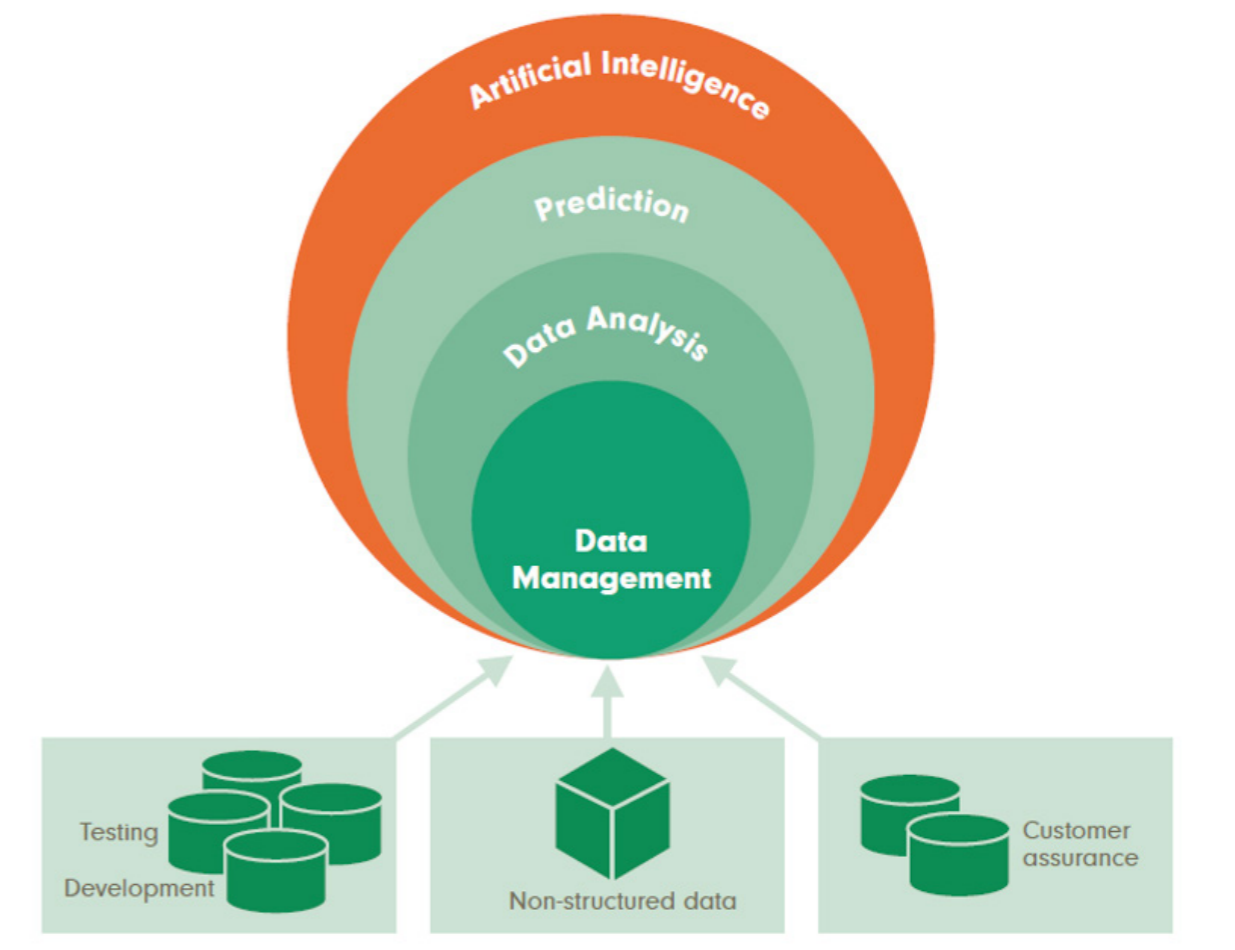 Artificial Intelligence
Prediction
Data Analysis
Data
Management
Testing
Development
Non-structured data
Customer
assurance